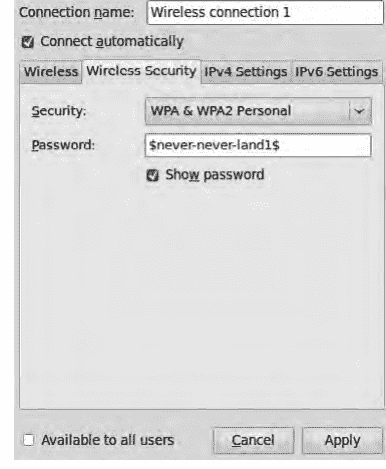 Connection name: Wireless connection 1
Connect automatically
Wireless Wireless Security IPv4 Settings IPv6 Settings
Security: WPA & WPA2 Personal
Password: $never-never-land1$
Show password
Available to all users Cancel Apply